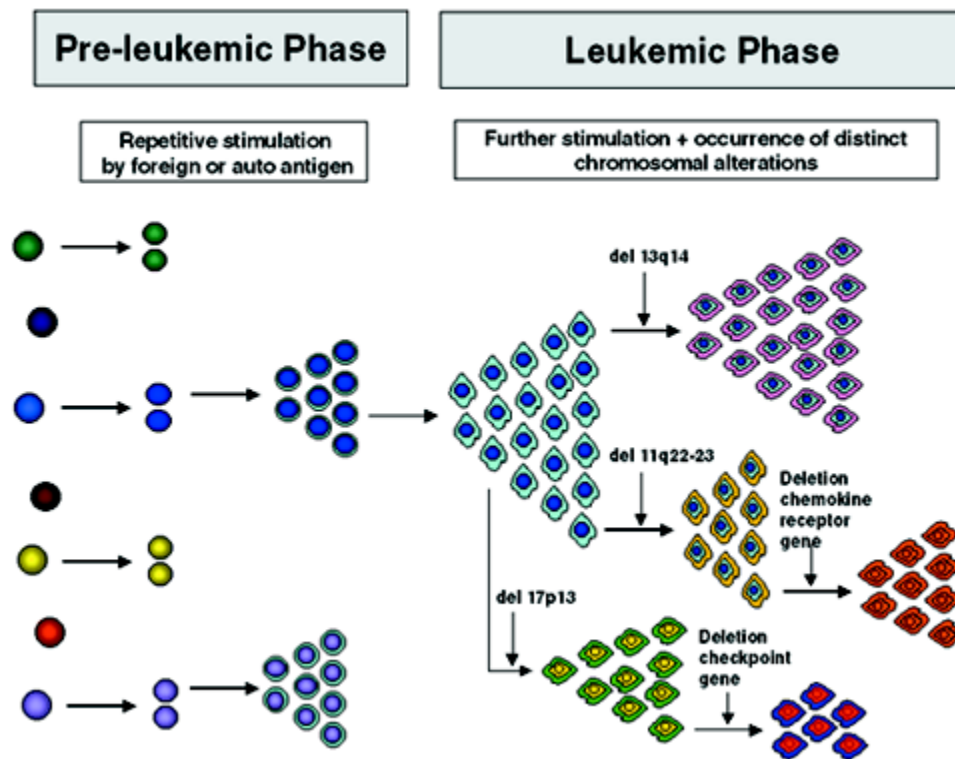 Pre-leukemic Phase
Leukemic Phase
Repetitive stimulation
by foreign or auto antigen
Further stimulation + occurrence of distinct
chromosomal alterations
del 13q14
del 11q22-23
Deletion
chemokine
receptor
gene
del 17p13
Deletion
checkpoint
gene